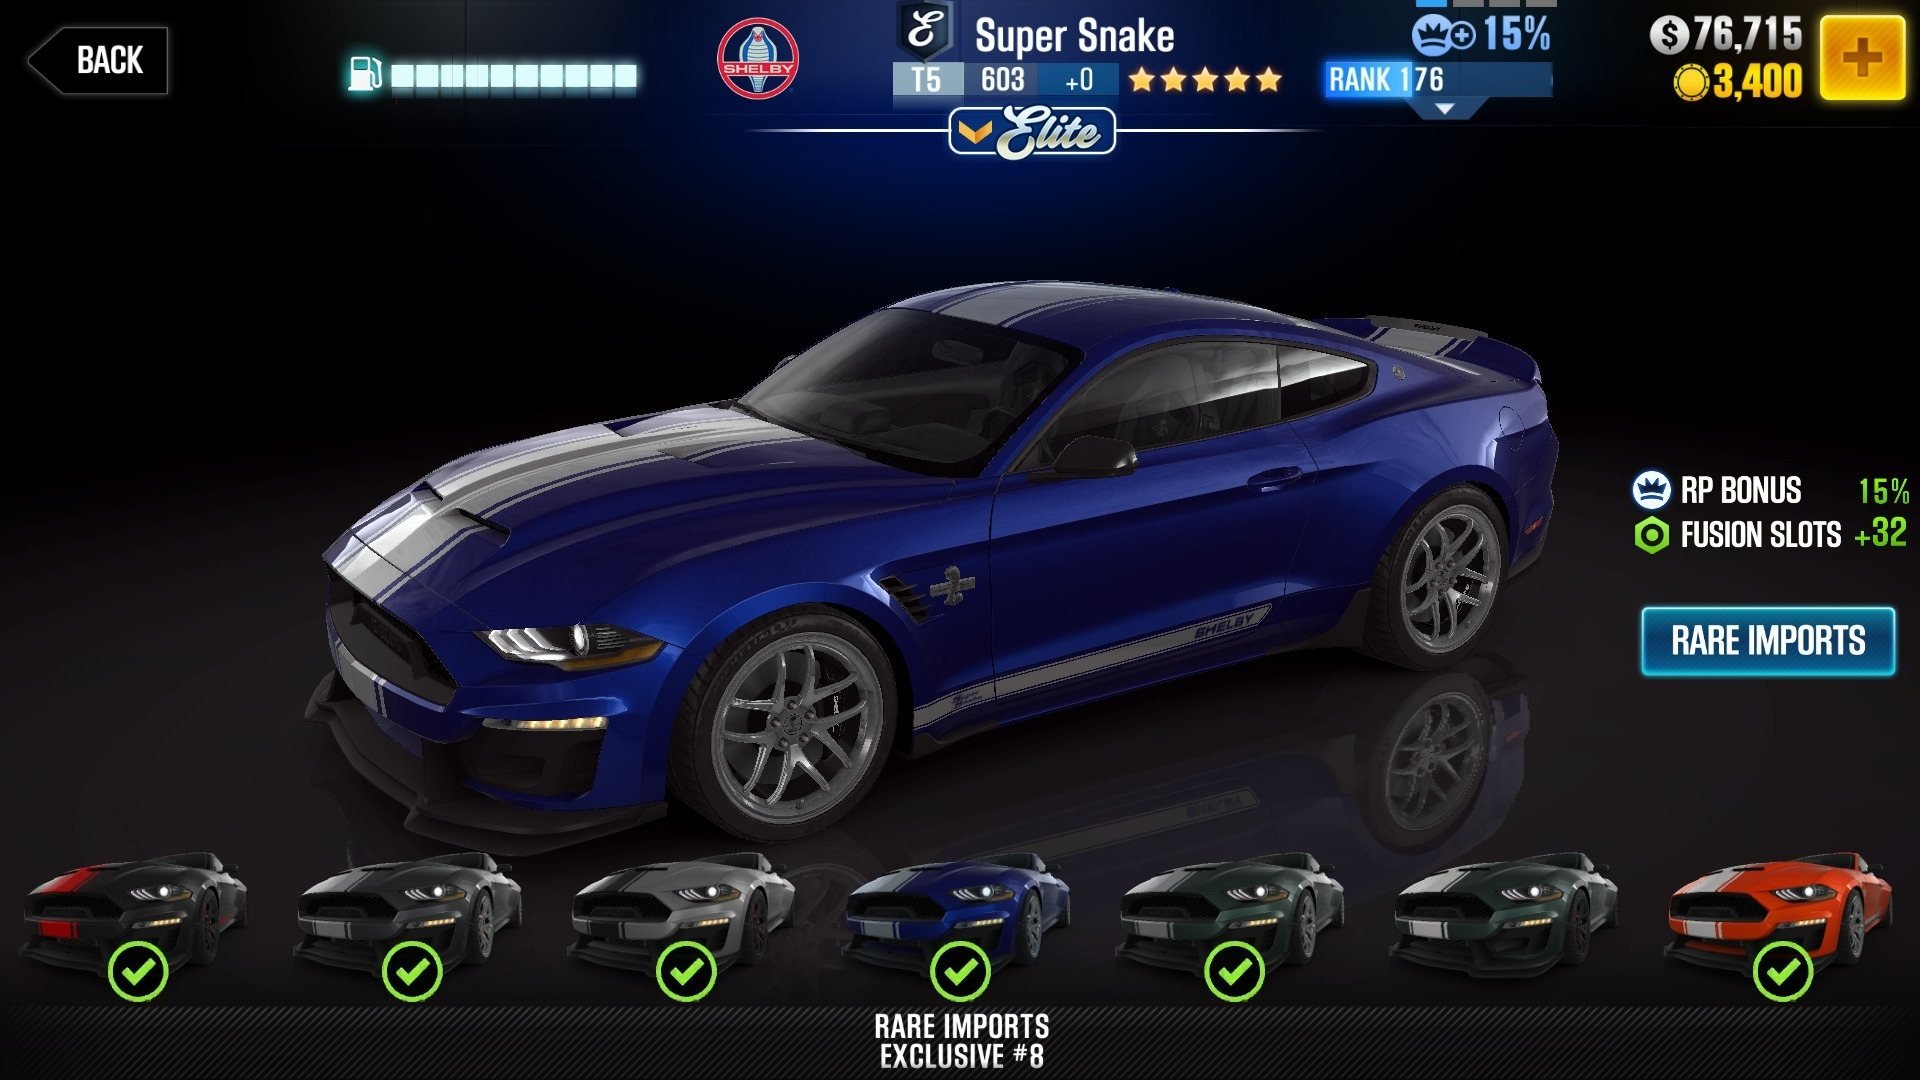 BACK
SHELBY
Ɛ Super Snake
T5 603 +0
Elite
15%
RANK 176
$ 76,715
3,400
+
SHELBY
RP BONUS 15%
FUSION SLOTS +32
RARE IMPORTS
RARE IMPORTS
EXCLUSIVE #8